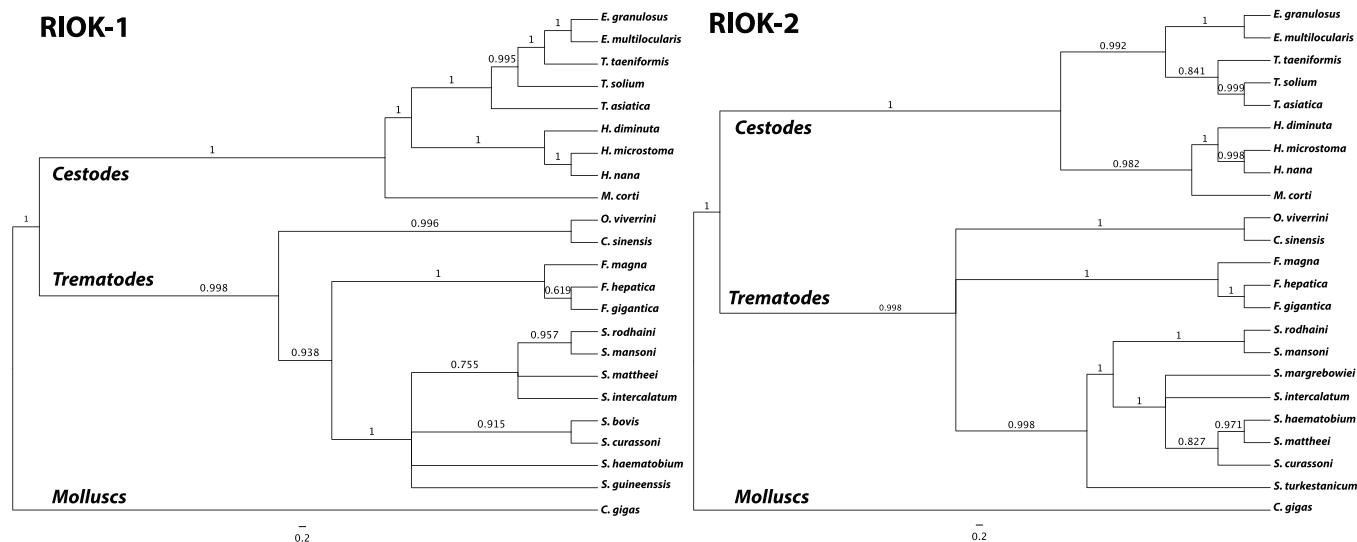 RIOK-1
E. granulosus
1
E. multilocularis
1
T. taeniformis
0.995
T. solium
1
T. asiatica
1
H. diminuta
1
H. microstoma
1
H. nana
1
Cestodes
M. corti
1
O. viverrini
0.996
C. sinensis
F. magna
1
Trematodes
F. hepatica
0.619
0.998
F. gigantica
S. rodhaini
0.957
S. mansoni
0.938
0.755
S. mattheei
S. intercalatum
S. bovis
0.915
1
S. curassoni
S. haematobium
S. guineenssis
Molluscs
C. gigas
0.2
RIOK-2
E. granulosus
1
E. multilocularis
0.992
T. taeniformis
0.841
T. solium
0.999
T. asiatica
1
Cestodes
H. diminuta
1
H. microstoma
0.998
0.982
H. nana
M. corti
1
O. viverrini
1
C. sinensis
F. magna
1
Trematodes
F. hepatica
1
0.998
F. gigantica
S. rodhaini
1
S. mansoni
1
S. margrebowiei
1
S. intercalatum
S. haematobium
0.971
0.998
0.827
S. mattheei
S. curassoni
S. turkestanicum
Molluscs
C. gigas
0.2